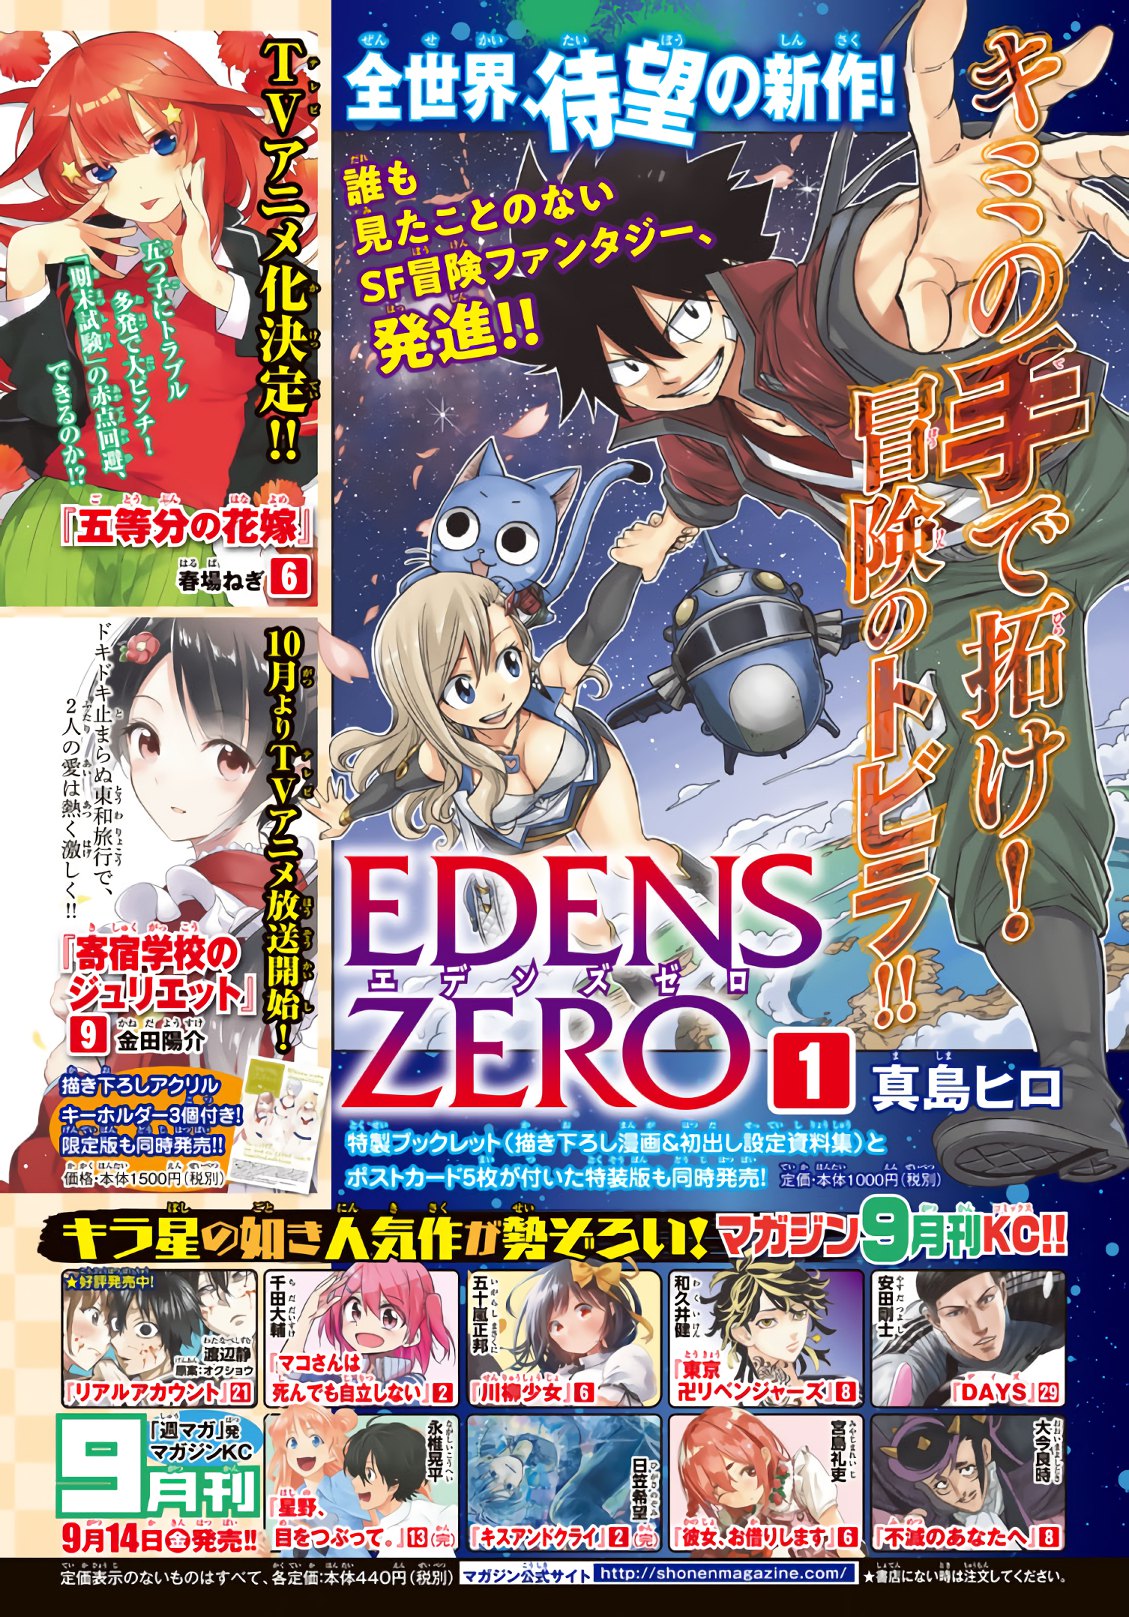 全世界、待望の新作!
誰も
見たことのない
SF冒険ファンタジー、
発進!!
キミの手で拓け!
冒険のトビラ!!
EDENS
エデンズゼロ
ZERO
1
真島ヒロ
特製ブックレット(描き下ろし漫画&初出し設定資料集)と
ポストカード5枚が付いた特装版も同時発売!
定価・本体1000円(税別)
TVアニメ化決定!!
五つ子にトラブル
多発で大ピンチ!
「期末試験」の赤点回避、
できるのか!?
『五等分の花嫁』
春場ねぎ 6
10月よりTVアニメ放送開始!
ドキドキ止まらぬ東和旅行で、
2人の愛は熱く激しく!!
『寄宿学校の
ジュリエット』
9 金田陽介
描き下ろしアクリル
キーホルダー3個付き!
限定版も同時発売!!
価格・本体1500円(税別)
キラ星の如き人気作が勢ぞろい!
マガジン9月刊KC!!
★好評発売中!
渡辺静
原案:オクショウ
『リアルアカウント』21
千田大輔
『マコさんは
死んでも自立しない』2
五十嵐正邦
『川柳少女』6
和久井健
『東京
卍リベンジャーズ』8
安田剛士
『DAYS』29
「週マガ」発
マガジンKC
9月刊
9月14日金発売!!
永椎晃平
『星野、
目をつぶって。』13(完)
日笠希望
『キスアンドクライ』2(完)
宮島礼吏
『彼女、お借りします』6
大今良時
『不滅のあなたへ』8
定価表示のないものはすべて、各定価:本体440円(税別)
マガジン公式サイト http://shonenmagazine.com/
★書店にない時は注文してください。